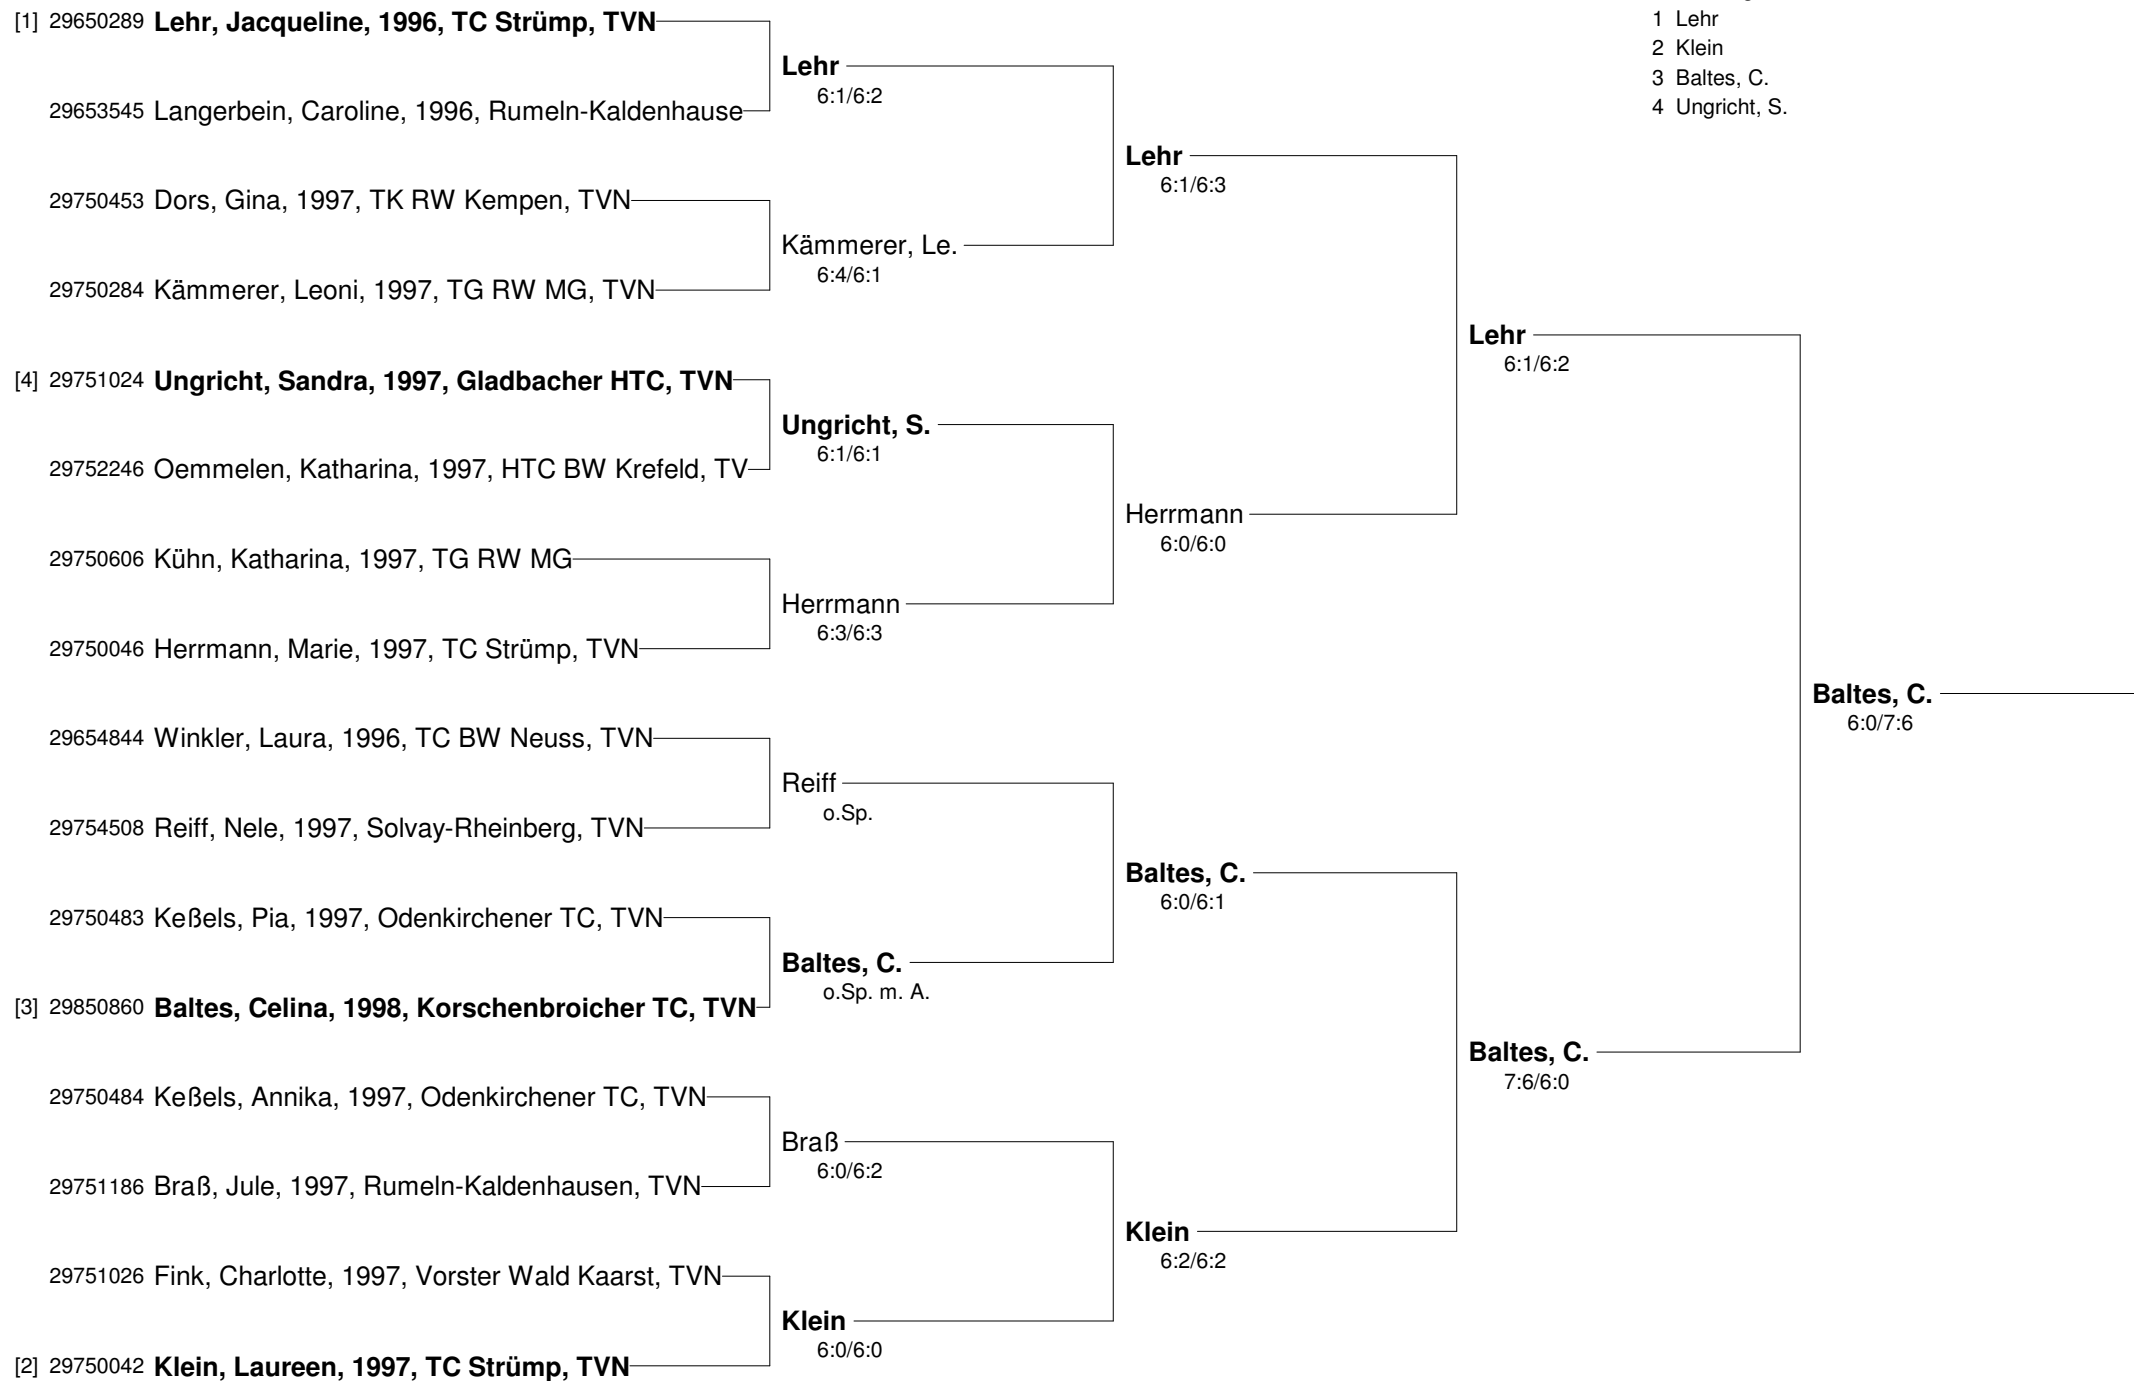 [1] 29650289 Lehr, Jacqueline, 1996, TC Strümp, TVN
29653545 Langerbein, Caroline, 1996, Rumeln-Kaldenhause
29750453 Dors, Gina, 1997, TK RW Kempen, TVN
29750284 Kämmerer, Leoni, 1997, TG RW MG, TVN
[4] 29751024 Ungricht, Sandra, 1997, Gladbacher HTC, TVN
29752246 Oemmelen, Katharina, 1997, HTC BW Krefeld, TV
29750606 Kühn, Katharina, 1997, TG RW MG
29750046 Herrmann, Marie, 1997, TC Strümp, TVN
29654844 Winkler, Laura, 1996, TC BW Neuss, TVN
29754508 Reiff, Nele, 1997, Solvay-Rheinberg, TVN
29750483 Keßels, Pia, 1997, Odenkirchener TC, TVN
[3] 29850860 Baltes, Celina, 1998, Korschenbroicher TC, TVN
29750484 Keßels, Annika, 1997, Odenkirchener TC, TVN
29751186 Braß, Jule, 1997, Rumeln-Kaldenhausen, TVN
29751026 Fink, Charlotte, 1997, Vorster Wald Kaarst, TVN
[2] 29750042 Klein, Laureen, 1997, TC Strümp, TVN
Lehr
6:1/6:2
Kämmerer, Le.
6:4/6:1
Ungricht, S.
6:1/6:1
Herrmann
6:3/6:3
Reiff
o.Sp.
Baltes, C.
o.Sp. m. A.
Braß
6:0/6:2
Klein
6:0/6:0
Lehr
6:1/6:3
Herrmann
6:0/6:0
Baltes, C.
6:0/6:1
Klein
6:2/6:2
Lehr
6:1/6:2
Baltes, C.
7:6/6:0
Baltes, C.
6:0/7:6
1 Lehr
2 Klein
3 Baltes, C.
4 Ungricht, S.